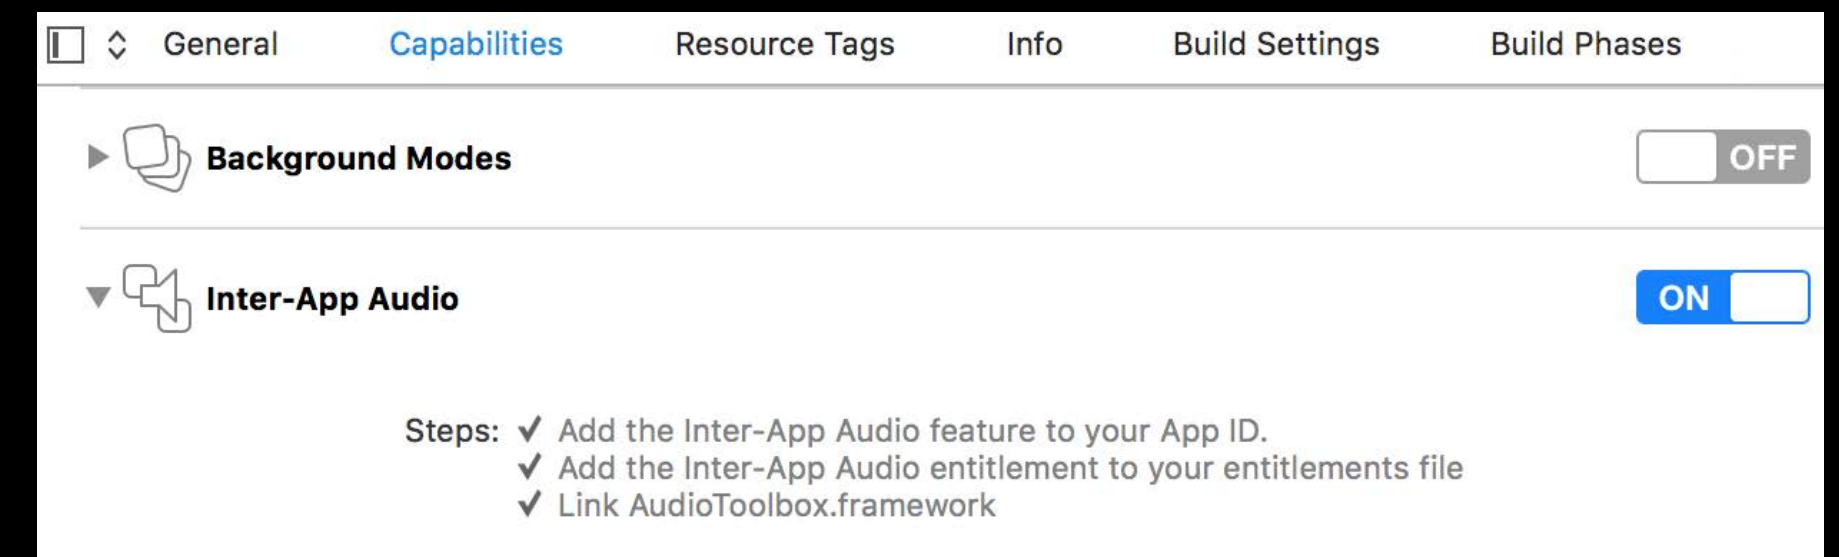 General Capabilities Resource Tags Info Build Settings Build Phases
Background Modes OFF
Inter-App Audio ON
Steps: ✓ Add the Inter-App Audio feature to your App ID.
✓ Add the Inter-App Audio entitlement to your entitlements file
✓ Link AudioToolbox.framework